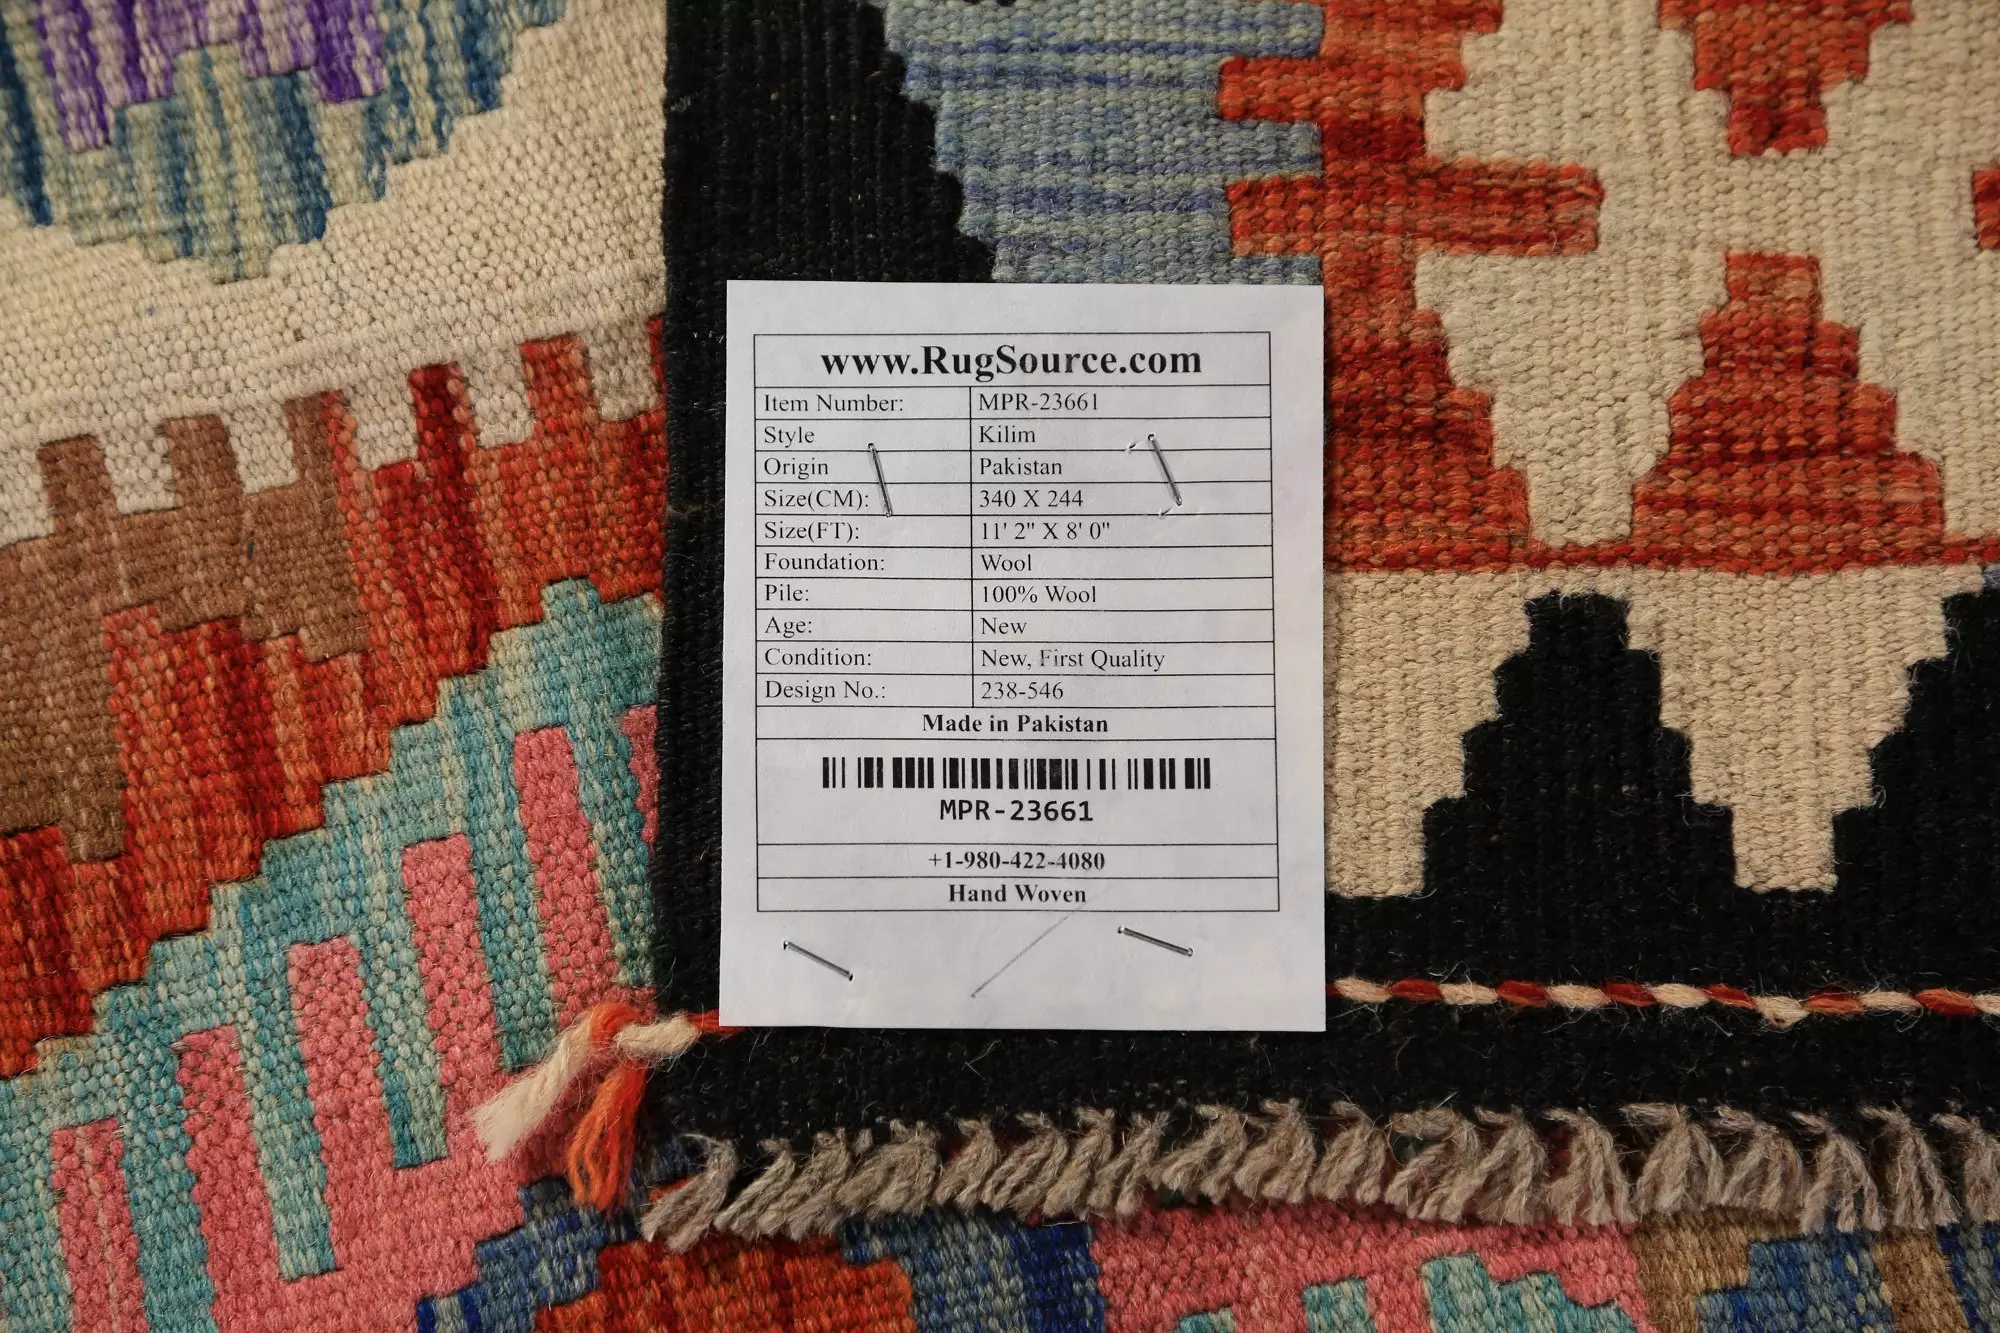 www.RugSource.com
Item Number: MPR-23661
Style Kilim
Origin Pakistan
Size(CM): 340 X 244
Size(FT): 11' 2" X 8' 0"
Foundation: Wool
Pile: 100% Wool
Age: New
Condition: New, First Quality
Design No.: 238-546
Made in Pakistan
MPR-23661
+1-980-422-4080
Hand Woven